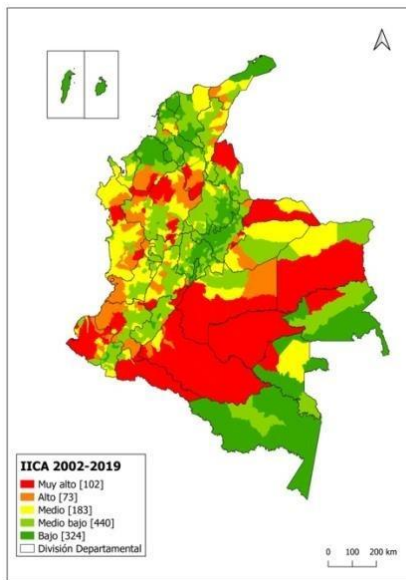 IICA 2002-2019
Muy alto [102]
Alto [73]
Medio [183]
Medio bajo [440]
Bajo [324]
División Departamental
0 100 200 km